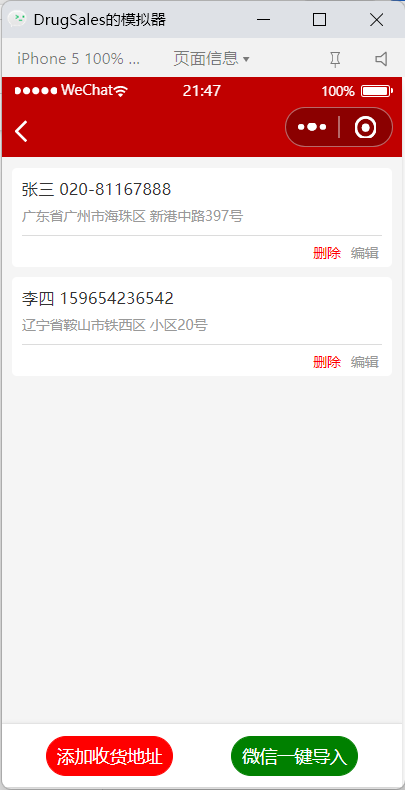 DrugSales的模拟器
iPhone 5 100% ... 页面信息
WeChat 21:47 100%
张三 020-81167888
广东省广州市海珠区 新港中路397号
删除 编辑
李四 159654236542
辽宁省鞍山市铁西区 小区20号
删除 编辑
添加收货地址 微信一键导入